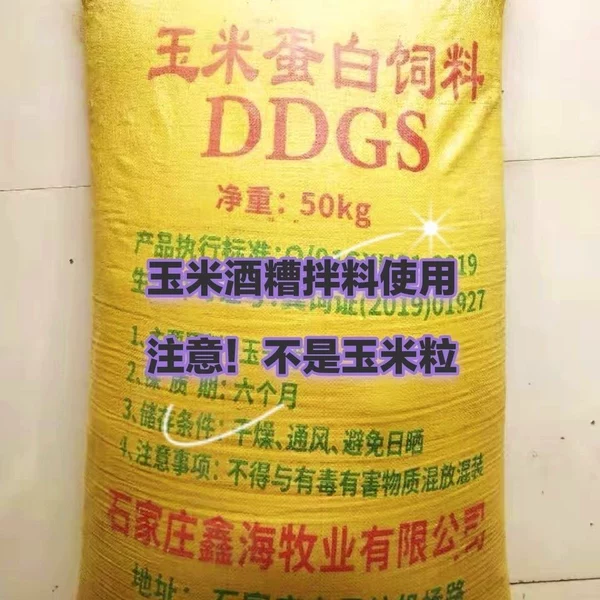 玉米蛋白饲料
DDGS
净重：50kg
产品执行标准：Q/
19
玉米酒糟拌料使用
(2019)01927
注意！不是玉米粒
2、保质期：六个月
3、储存条件：干燥、通风、避免日晒
4、注意事项：不得与有毒有害物质混放混装
石家庄鑫海牧业有限公司
地址：石家庄